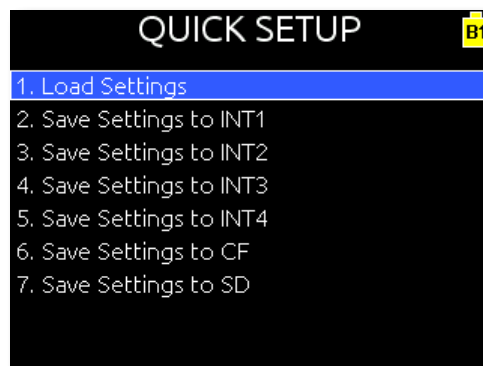 QUICK SETUP
B1
1. Load Settings
2. Save Settings to INT1
3. Save Settings to INT2
4. Save Settings to INT3
5. Save Settings to INT4
6. Save Settings to CF
7. Save Settings to SD